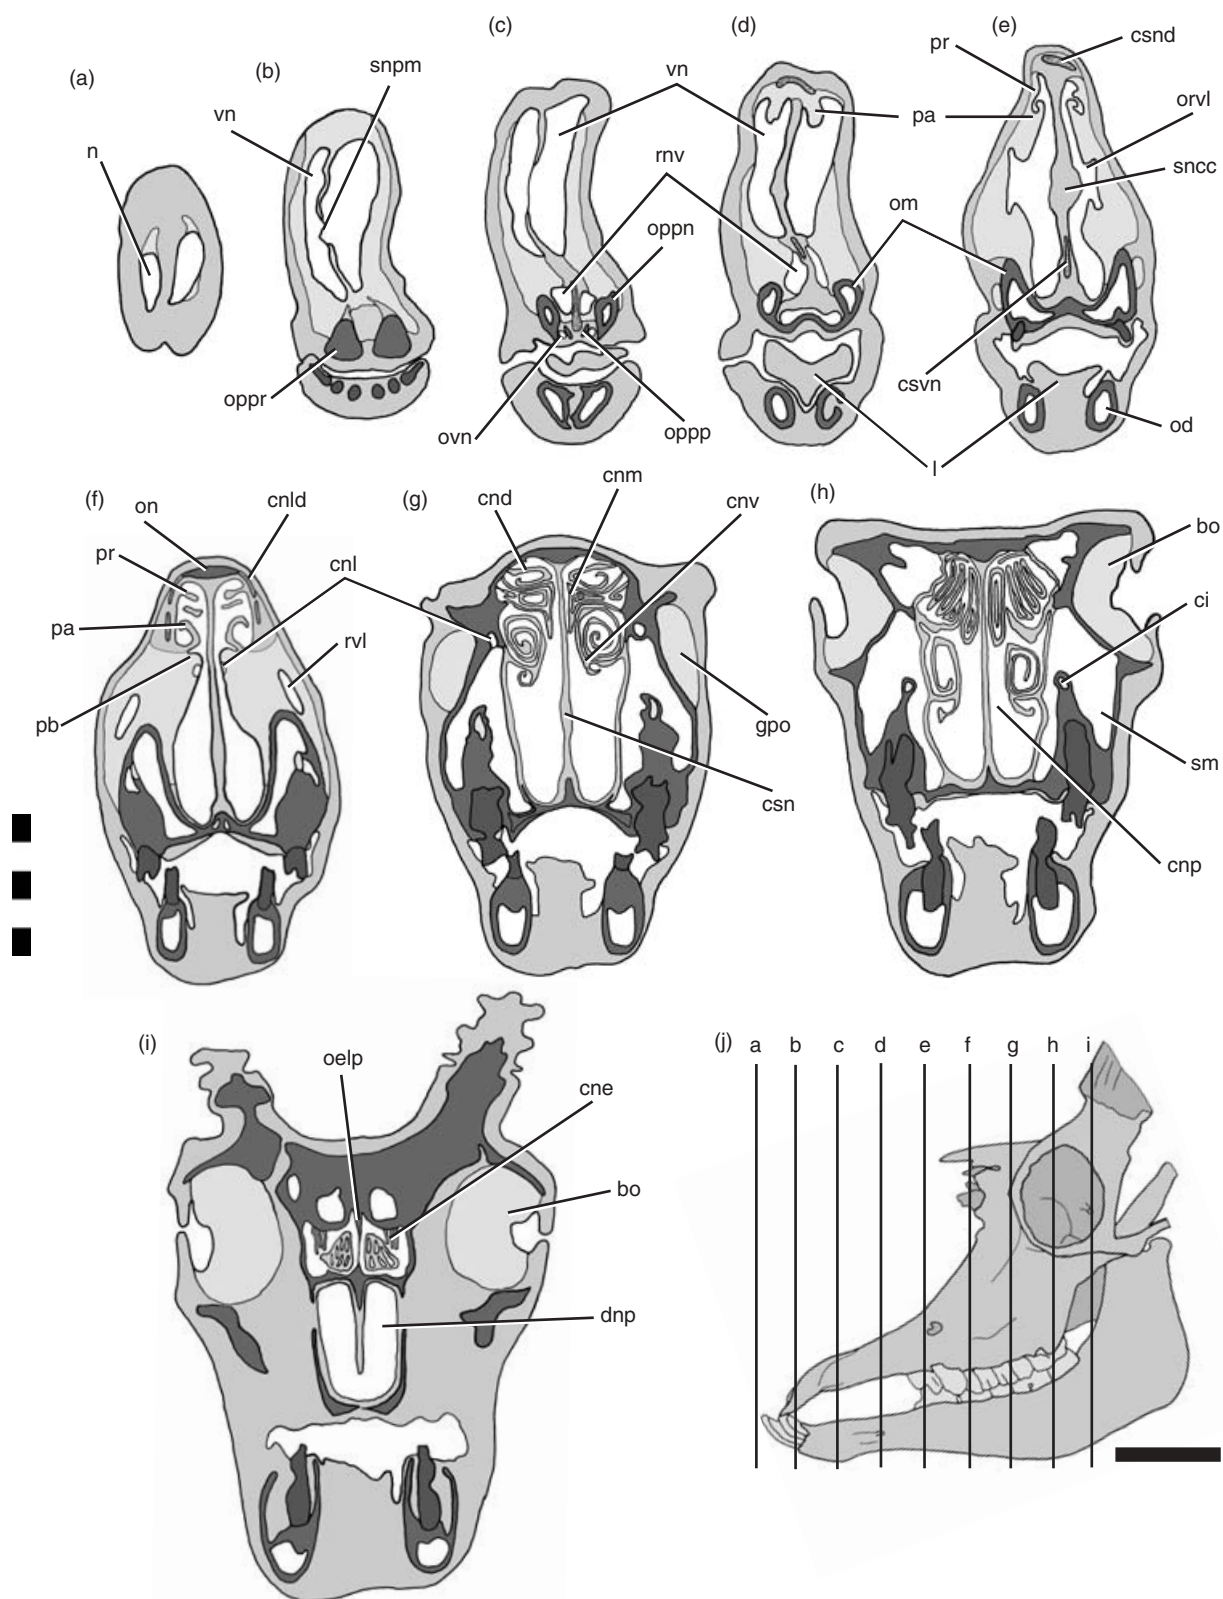 (a)
n
(b)
vn
snpm
oppr
(c)
vn
rnv
oppn
ovn
oppp
(d)
pa
om
l
(e)
pr
csnd
orvl
sncc
csvn
od
(f)
on
cnld
pr
cnl
pa
rvl
pb
(g)
cnd
cnm
cnv
gpo
csn
(h)
bo
ci
sm
cnp
(i)
oelp
cne
bo
dnp
(j) a b c d e f g h i